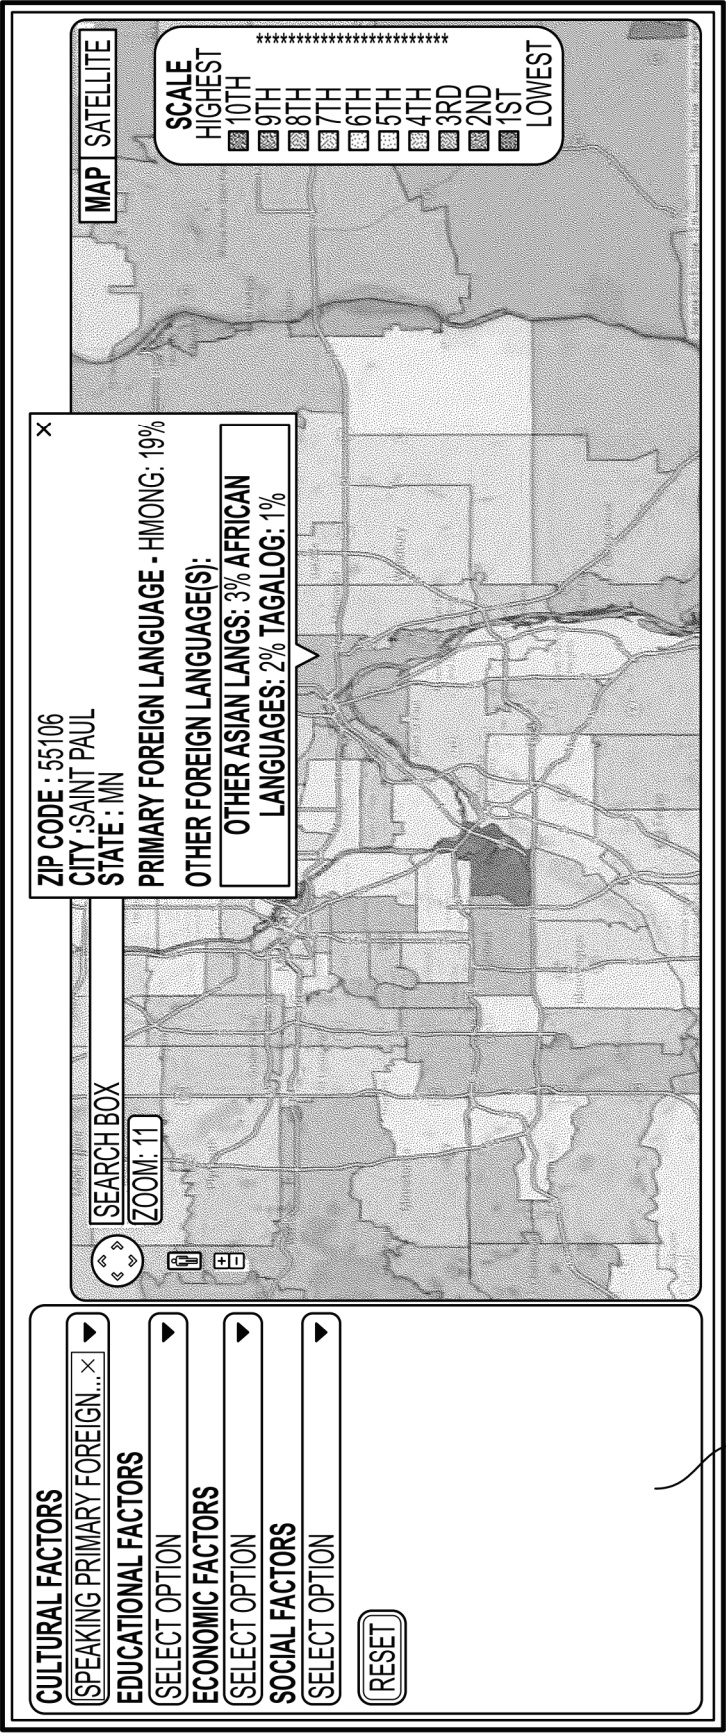 CULTURAL FACTORS
SPEAKING PRIMARY FOREIGN... ×
EDUCATIONAL FACTORS
SELECT OPTION
ECONOMIC FACTORS
SELECT OPTION
SOCIAL FACTORS
SELECT OPTION
RESET
SEARCH BOX
ZOOM: 11
+ −
ZIP CODE : 55106
CITY :SAINT PAUL
STATE : MN
×
PRIMARY FOREIGN LANGUAGE - HMONG: 19%
OTHER FOREIGN LANGUAGE(S):
OTHER ASIAN LANGS: 3% AFRICAN
LANGUAGES: 2% TAGALOG: 1%
MAP SATELLITE
SCALE
HIGHEST
10TH
9TH
8TH
7TH
6TH
5TH
4TH
3RD
2ND
1ST
LOWEST
************************
Woodbury
Bloomington